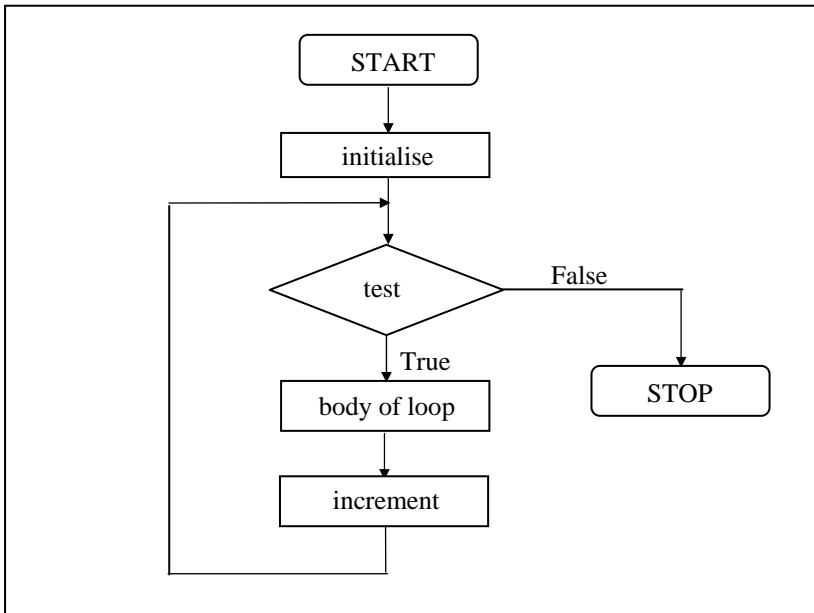 START
initialise
test
False
True
body of loop
STOP
increment